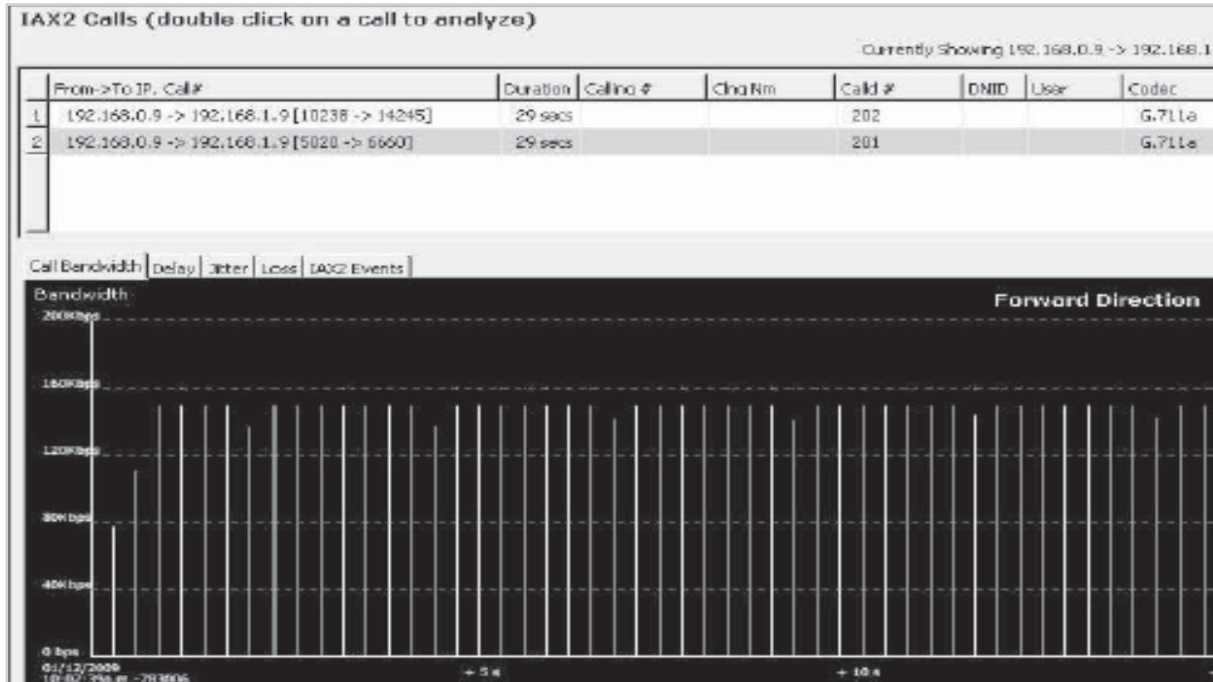 IAX2 Calls (double click on a call to analyze)
Currently Showing 192.168.0.9 -> 192.168.1
From->To IP, Call# Duration Calling # Clng Nm Calld # DNID User Codec
1 192.168.0.9 -> 192.168.1.9 [10238 -> 14245] 29 secs 202 G.711a
2 192.168.0.9 -> 192.168.1.9 [5020 -> 6660] 29 secs 201 G.711a
Call Bandwidth Delay Jitter Loss IAX2 Events
Bandwidth
Forward Direction
200Kbps
160Kbps
120Kbps
80Kbps
40Kbps
0 bps
01/12/2009 + 5 s + 10 s